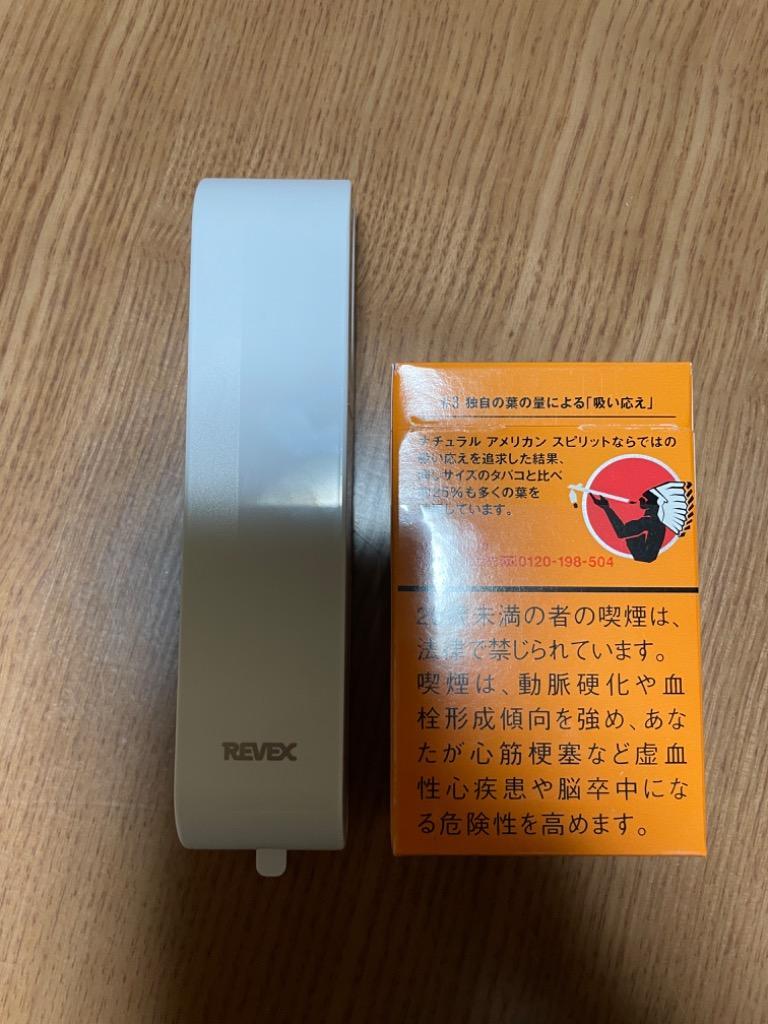 REVEX
3 独自の葉の量による「吸い応え」
チュラル アメリカン スピリットならではの
吸い応えを追求した結果、
サイズのタバコと比べ
25%も多くの葉を
しています。
0120-198-504
2 歳未満の者の喫煙は、
法律で禁じられています。
喫煙は、動脈硬化や血
栓形成傾向を強め、あな
たが心筋梗塞など虚血
性心疾患や脳卒中にな
る危険性を高めます。